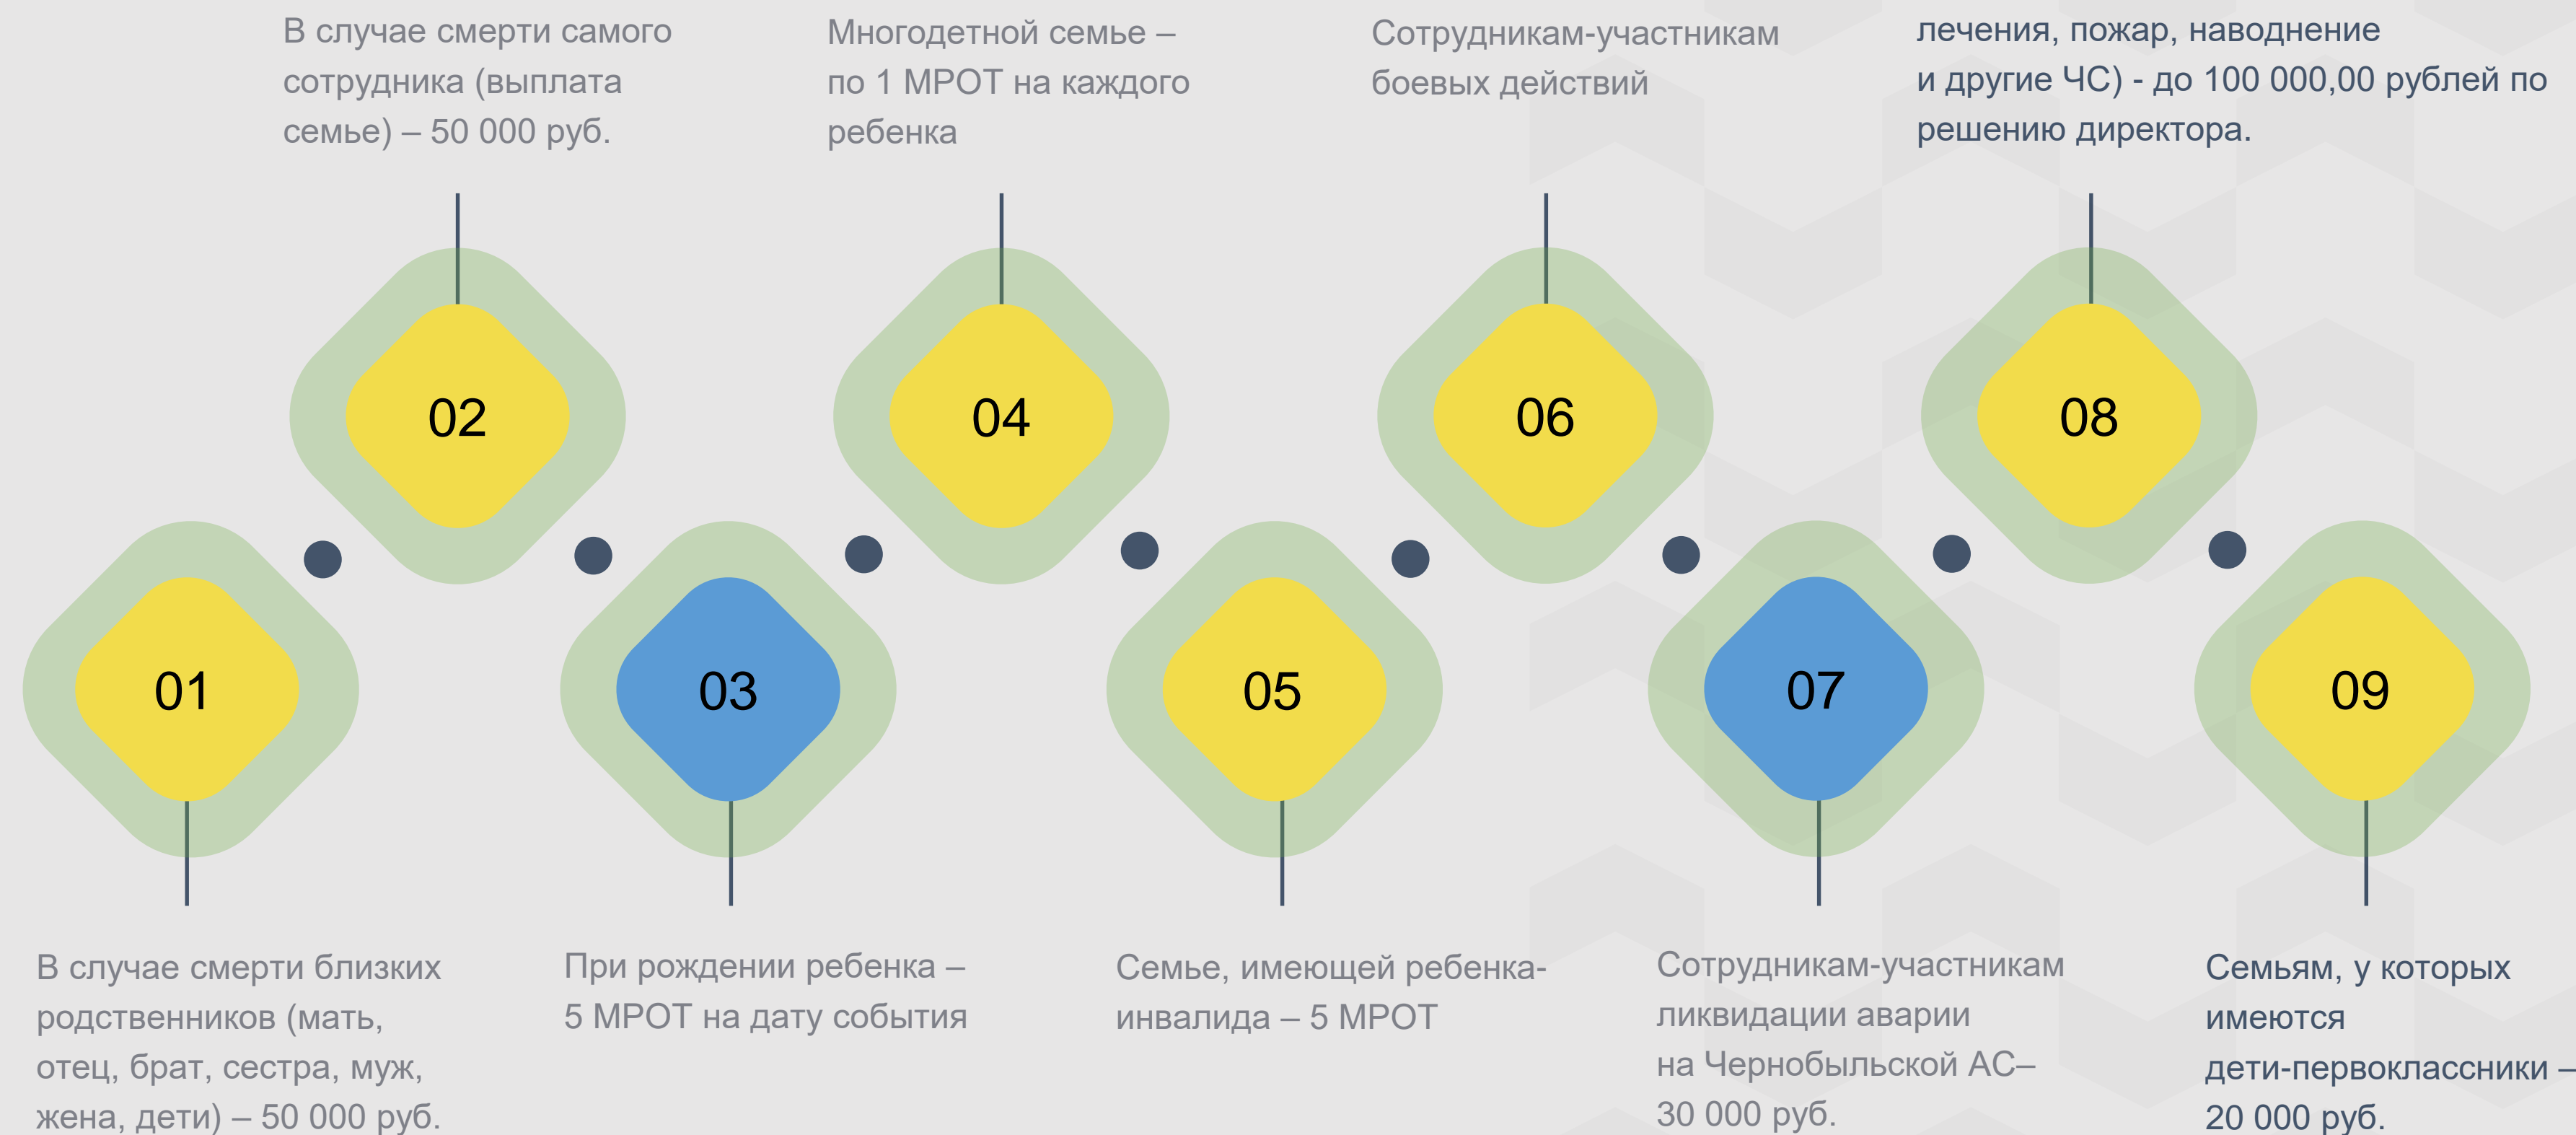 В случае смерти самого
сотрудника (выплата
семье) – 50 000 руб.
Многодетной семье –
по 1 МРОТ на каждого
ребенка
Сотрудникам-участникам
боевых действий
лечения, пожар, наводнение
и другие ЧС) - до 100 000,00 рублей по
решению директора.
02
04
06
08
01
03
05
07
09
В случае смерти близких
родственников (мать,
отец, брат, сестра, муж,
жена, дети) – 50 000 руб.
При рождении ребенка –
5 МРОТ на дату события
Семье, имеющей ребенка-
инвалида – 5 МРОТ
Сотрудникам-участникам
ликвидации аварии
на Чернобыльской АС–
30 000 руб.
Семьям, у которых
имеются
дети-первоклассники –
20 000 руб.